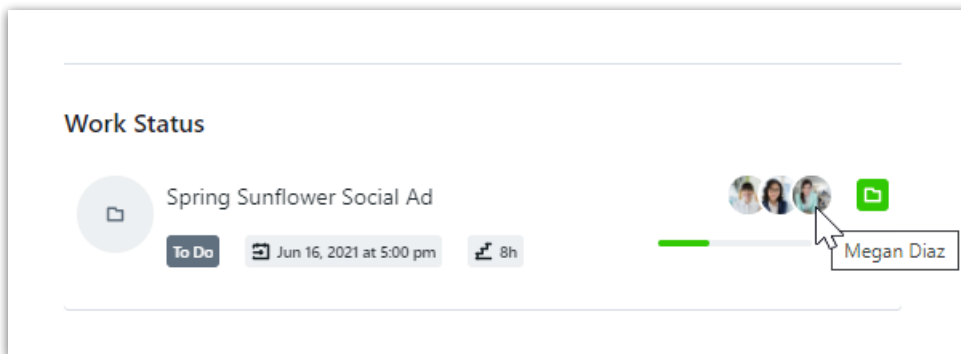 Work Status
Spring Sunflower Social Ad
To Do Jun 16, 2021 at 5:00 pm 8h
Megan Diaz